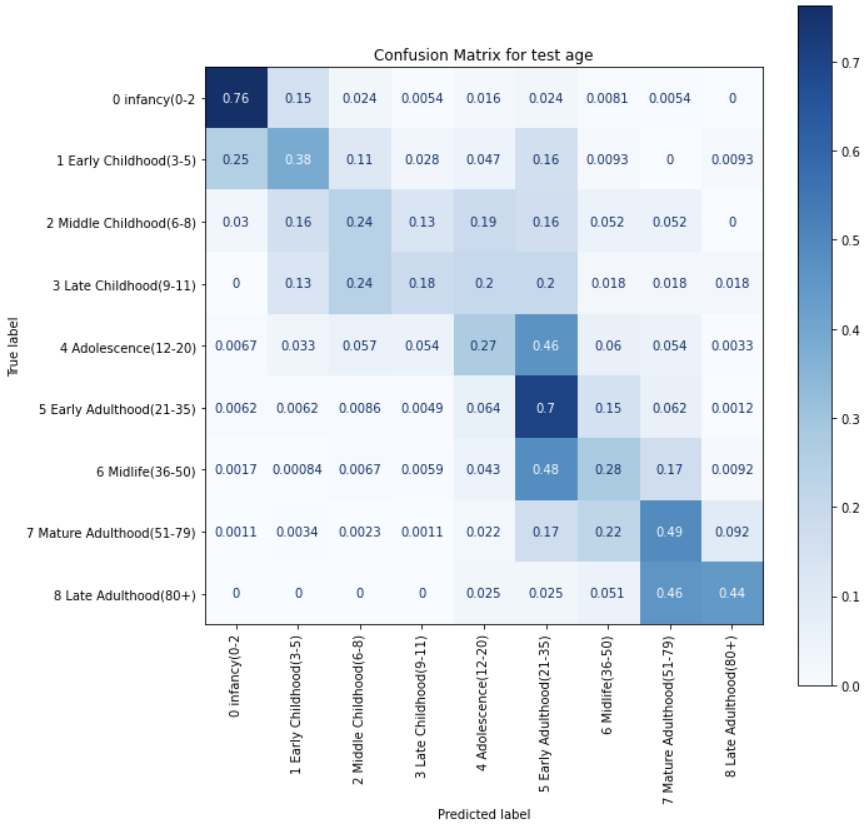 Confusion Matrix for test age
True label
0 infancy(0-2 0.76 0.15 0.024 0.0054 0.016 0.024 0.0081 0.0054 0
1 Early Childhood(3-5) 0.25 0.38 0.11 0.028 0.047 0.16 0.0093 0 0.0093
2 Middle Childhood(6-8) 0.03 0.16 0.24 0.13 0.19 0.16 0.052 0.052 0
3 Late Childhood(9-11) 0 0.13 0.24 0.18 0.2 0.2 0.018 0.018 0.018
4 Adolescence(12-20) 0.0067 0.033 0.057 0.054 0.27 0.46 0.06 0.054 0.0033
5 Early Adulthood(21-35) 0.0062 0.0062 0.0086 0.0049 0.064 0.7 0.15 0.062 0.0012
6 Midlife(36-50) 0.0017 0.00084 0.0067 0.0059 0.043 0.48 0.28 0.17 0.0092
7 Mature Adulthood(51-79) 0.0011 0.0034 0.0023 0.0011 0.022 0.17 0.22 0.49 0.092
8 Late Adulthood(80+) 0 0 0 0 0.025 0.025 0.051 0.46 0.44
0 infancy(0-2
1 Early Childhood(3-5)
2 Middle Childhood(6-8)
3 Late Childhood(9-11)
4 Adolescence(12-20)
5 Early Adulthood(21-35)
6 Midlife(36-50)
7 Mature Adulthood(51-79)
8 Late Adulthood(80+)
Predicted label
0.7
0.6
0.5
0.4
0.3
0.2
0.1
0.0